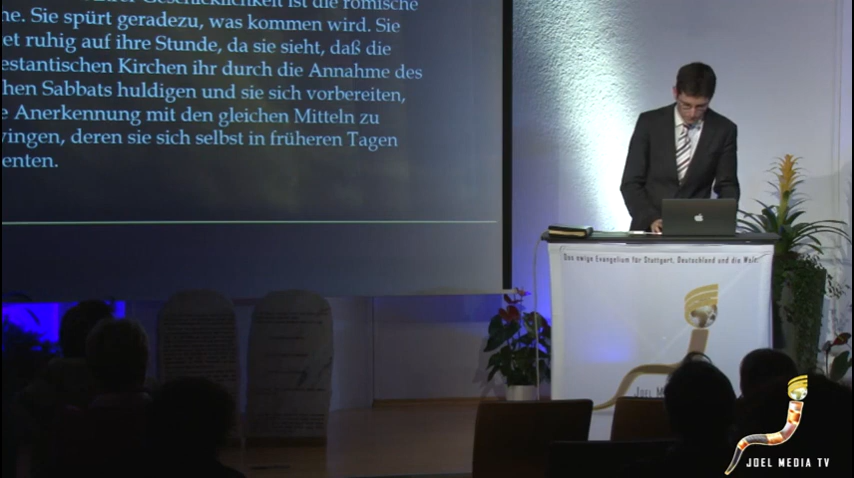 Geschicklichkeit ist die römische
Sie spürt geradezu, was kommen wird. Sie
ruhig auf ihre Stunde, da sie sieht, daß die
estantischen Kirchen ihr durch die Annahme des
hen Sabbats huldigen und sie sich vorbereiten,
e Anerkennung mit den gleichen Mitteln zu
wingen, deren sie sich selbst in früheren Tagen
enten.
Das ewige Evangelium für Stuttgart, Deutschland und die Welt
JOEL MEDIA TV